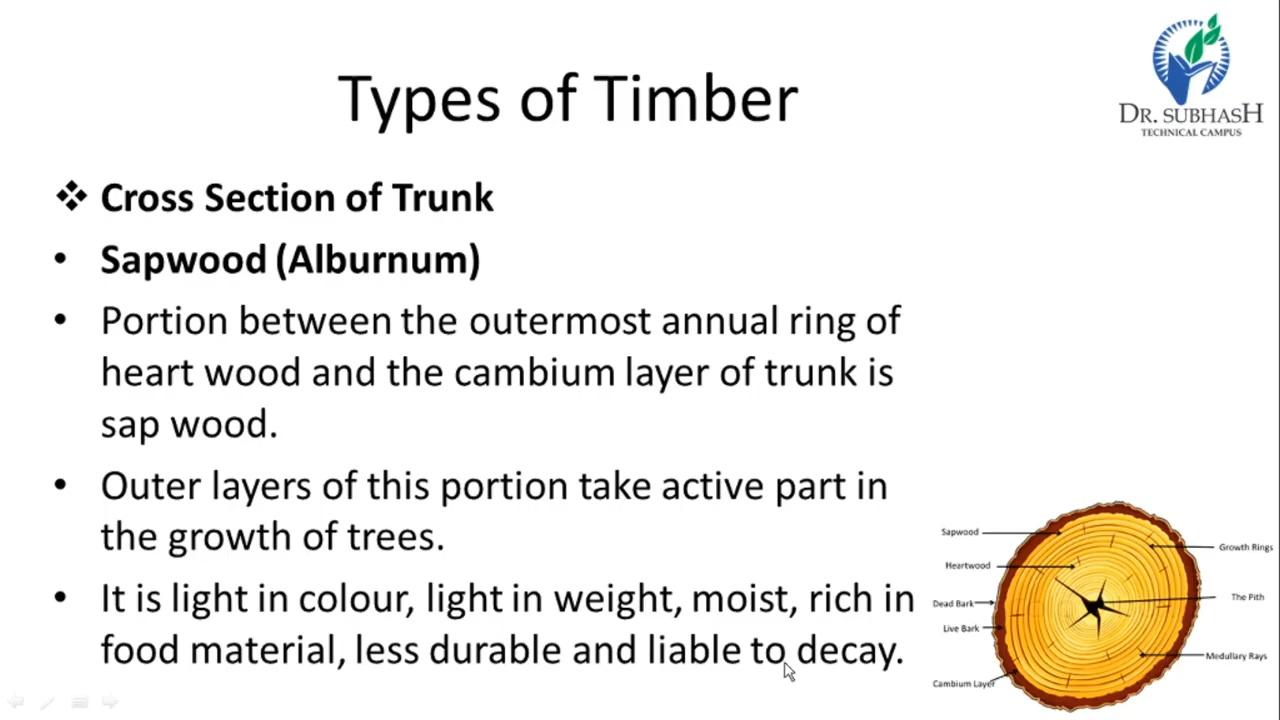 Types of Timber
DR. SUBHASH
TECHNICAL CAMPUS
Cross Section of Trunk
Sapwood (Alburnum)
Portion between the outermost annual ring of
heart wood and the cambium layer of trunk is
sap wood.
Outer layers of this portion take active part in
the growth of trees.
It is light in colour, light in weight, moist, rich in
food material, less durable and liable to decay.
Sapwood
Growth Rings
Heartwood
The Pith
Dead Bark
Live Bark
Medullary Rays
Cambium Layer